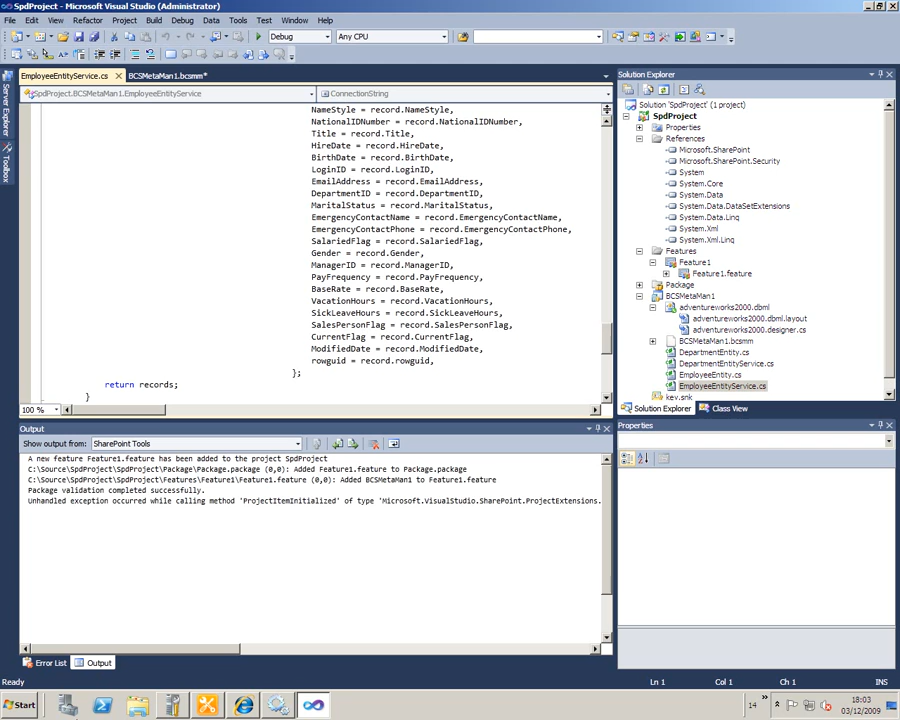 SpdProject - Microsoft Visual Studio (Administrator)
File Edit View Refactor Project Build Debug Data Tools Test Window Help
Debug Any CPU
EmployeeEntityService.cs BCSMetaMan1.bcsmm*
SpdProject.BCSMetaMan1.EmployeeEntityService ConnectionString
Server Explorer
Toolbox
NameStyle = record.NameStyle,
NationalIDNumber = record.NationalIDNumber,
Title = record.Title,
HireDate = record.HireDate,
BirthDate = record.BirthDate,
LoginID = record.LoginID,
EmailAddress = record.EmailAddress,
DepartmentID = record.DepartmentID,
MaritalStatus = record.MaritalStatus,
EmergencyContactName = record.EmergencyContactName,
EmergencyContactPhone = record.EmergencyContactPhone,
SalariedFlag = record.SalariedFlag,
Gender = record.Gender,
ManagerID = record.ManagerID,
PayFrequency = record.PayFrequency,
BaseRate = record.BaseRate,
VacationHours = record.VacationHours,
SickLeaveHours = record.SickLeaveHours,
SalesPersonFlag = record.SalesPersonFlag,
CurrentFlag = record.CurrentFlag,
ModifiedDate = record.ModifiedDate,
rowguid = record.rowguid,
};
return records;
}
100 %
Output
Show output from: SharePoint Tools
A new feature Feature1.feature has been added to the project SpdProject
C:\Source\SpdProject\SpdProject\Package\Package.package (0,0): Added Feature1.feature to Package.package
C:\Source\SpdProject\SpdProject\Features\Feature1\Feature1.feature (0,0): Added BCSMetaMan1 to Feature1.feature
Package validation completed successfully.
Unhandled exception occurred while calling method 'ProjectItemInitialized' of type 'Microsoft.VisualStudio.SharePoint.ProjectExtensions.
Error List Output
Solution Explorer
Solution 'SpdProject' (1 project)
SpdProject
Properties
References
Microsoft.SharePoint
Microsoft.SharePoint.Security
System
System.Core
System.Data
System.Data.DataSetExtensions
System.Data.Linq
System.Xml
System.Xml.Linq
Features
Feature1
Feature1.feature
Package
BCSMetaMan1
adventureworks2000.dbml
adventureworks2000.dbml.layout
adventureworks2000.designer.cs
BCSMetaMan1.bcsmm
DepartmentEntity.cs
DepartmentEntityService.cs
EmployeeEntity.cs
EmployeeEntityService.cs
key.snk
Solution Explorer Class View
Properties
Ready Ln 1 Col 1 Ch 1 INS
Start 14 » 18:03
03/12/2009